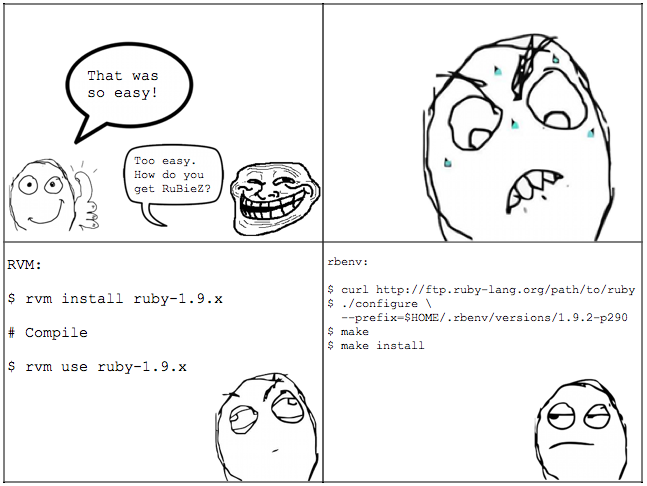 That was
so easy!
Too easy.
How do you
get RuBieZ?
RVM:
$ rvm install ruby-1.9.x
# Compile
$ rvm use ruby-1.9.x
rbenv:
$ curl http://ftp.ruby-lang.org/path/to/ruby
$ ./configure \
--prefix=$HOME/.rbenv/versions/1.9.2-p290
$ make
$ make install